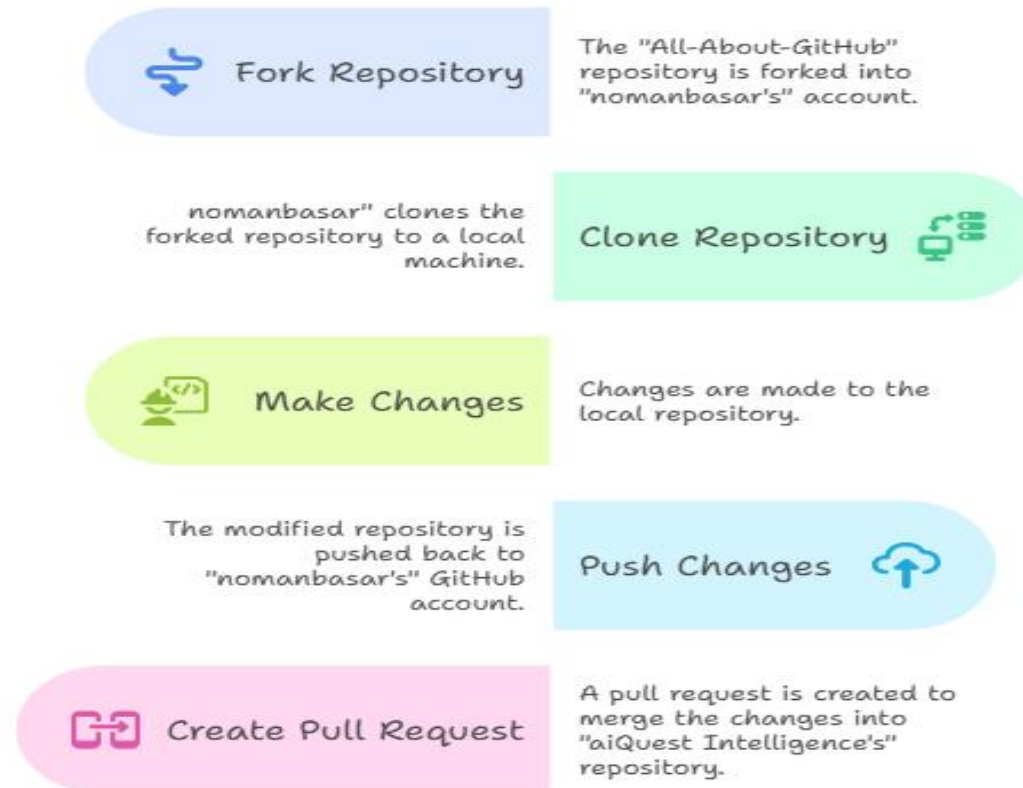 Fork Repository
The "All-About-GitHub"
repository is forked into
"nomanbasar's" account.
nomanbasar" clones the
forked repository to a local
machine.
Clone Repository
Make Changes
Changes are made to the
local repository.
The modified repository is
pushed back to
"nomanbasar's" GitHub
account.
Push Changes
Create Pull Request
A pull request is created to
merge the changes into
"aiQuest Intelligence's"
repository.